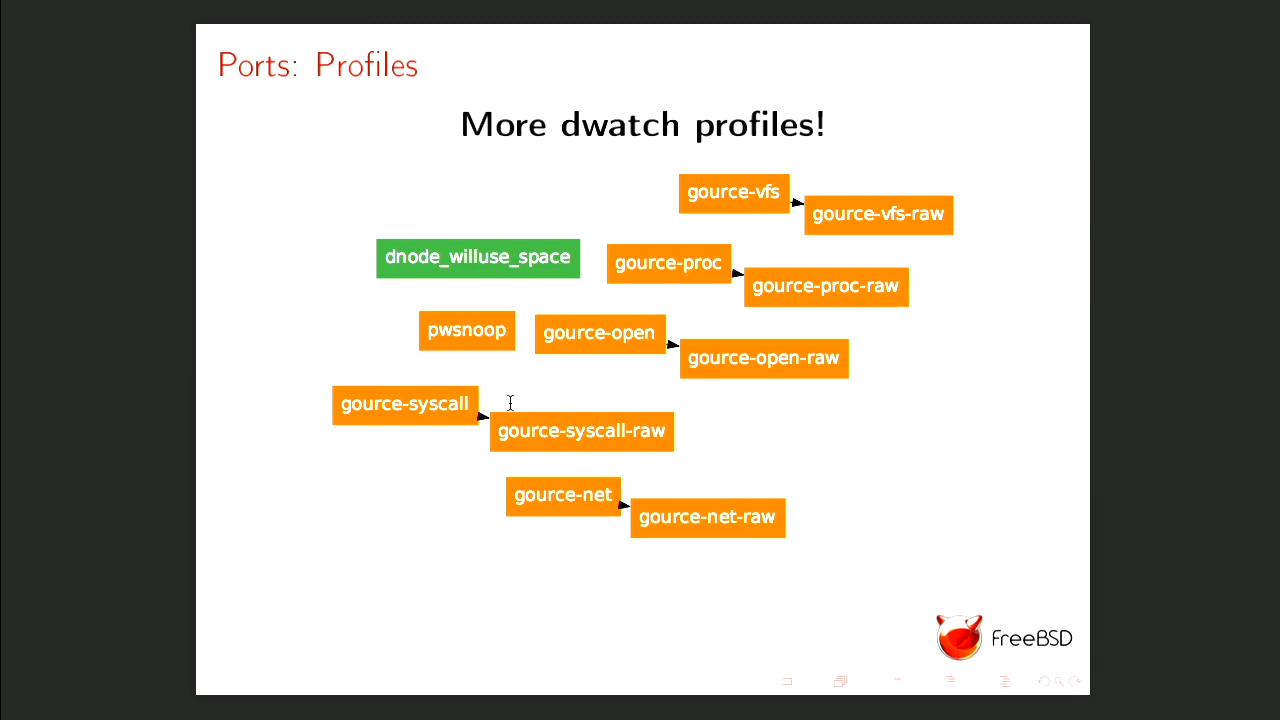 Ports: Profiles
More dwatch profiles!
gource-vfs
gource-vfs-raw
dnode_willuse_space
gource-proc
gource-proc-raw
pwsnoop
gource-open
gource-open-raw
gource-syscall
gource-syscall-raw
gource-net
gource-net-raw
FreeBSD